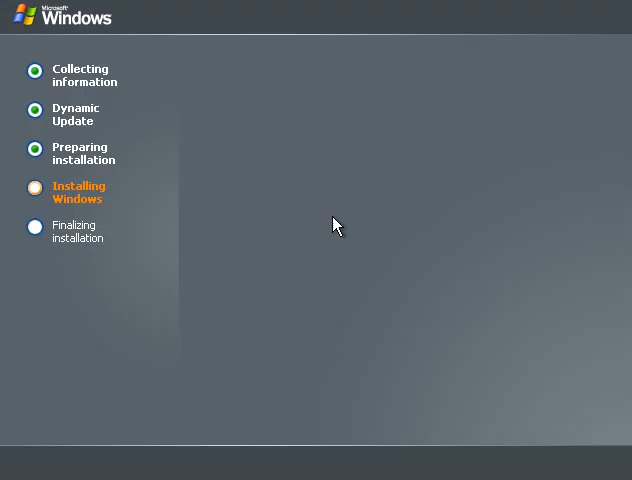 Microsoft
Windows
Collecting
information
Dynamic
Update
Preparing
installation
Installing
Windows
Finalizing
installation